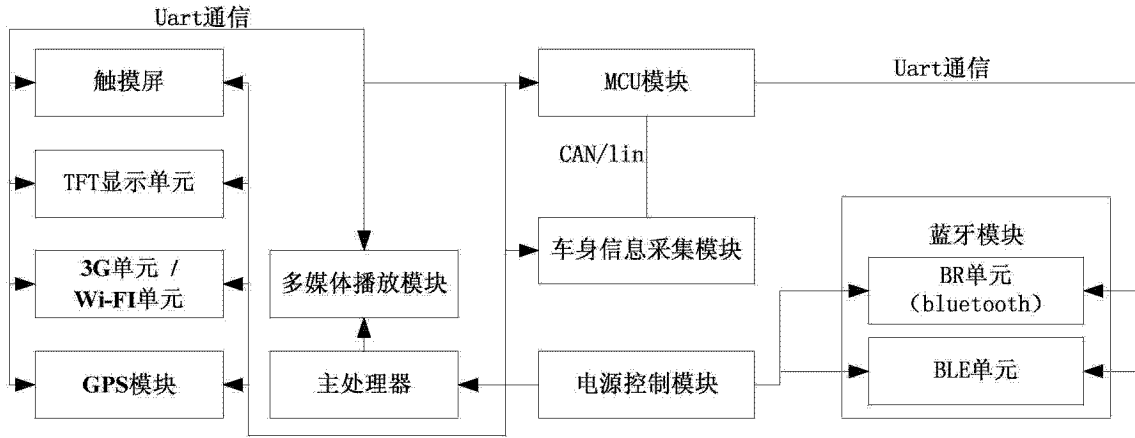 Uart通信
触摸屏
MCU模块
Uart通信
CAN/lin
TFT显示单元
车身信息采集模块
蓝牙模块
3G单元 /
Wi-FI单元
多媒体播放模块
BR单元
(bluetooth)
GPS模块
主处理器
电源控制模块
BLE单元